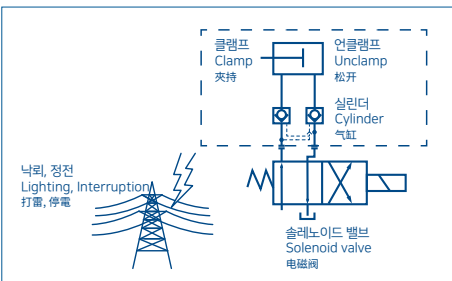 클램프
Clamp
夾持
언클램프
Unclamp
松开
실린더
Cylinder
气缸
낙뢰, 정전
Lighting, Interruption
打雷, 停電
솔레노이드 밸브
Solenoid valve
电磁阀